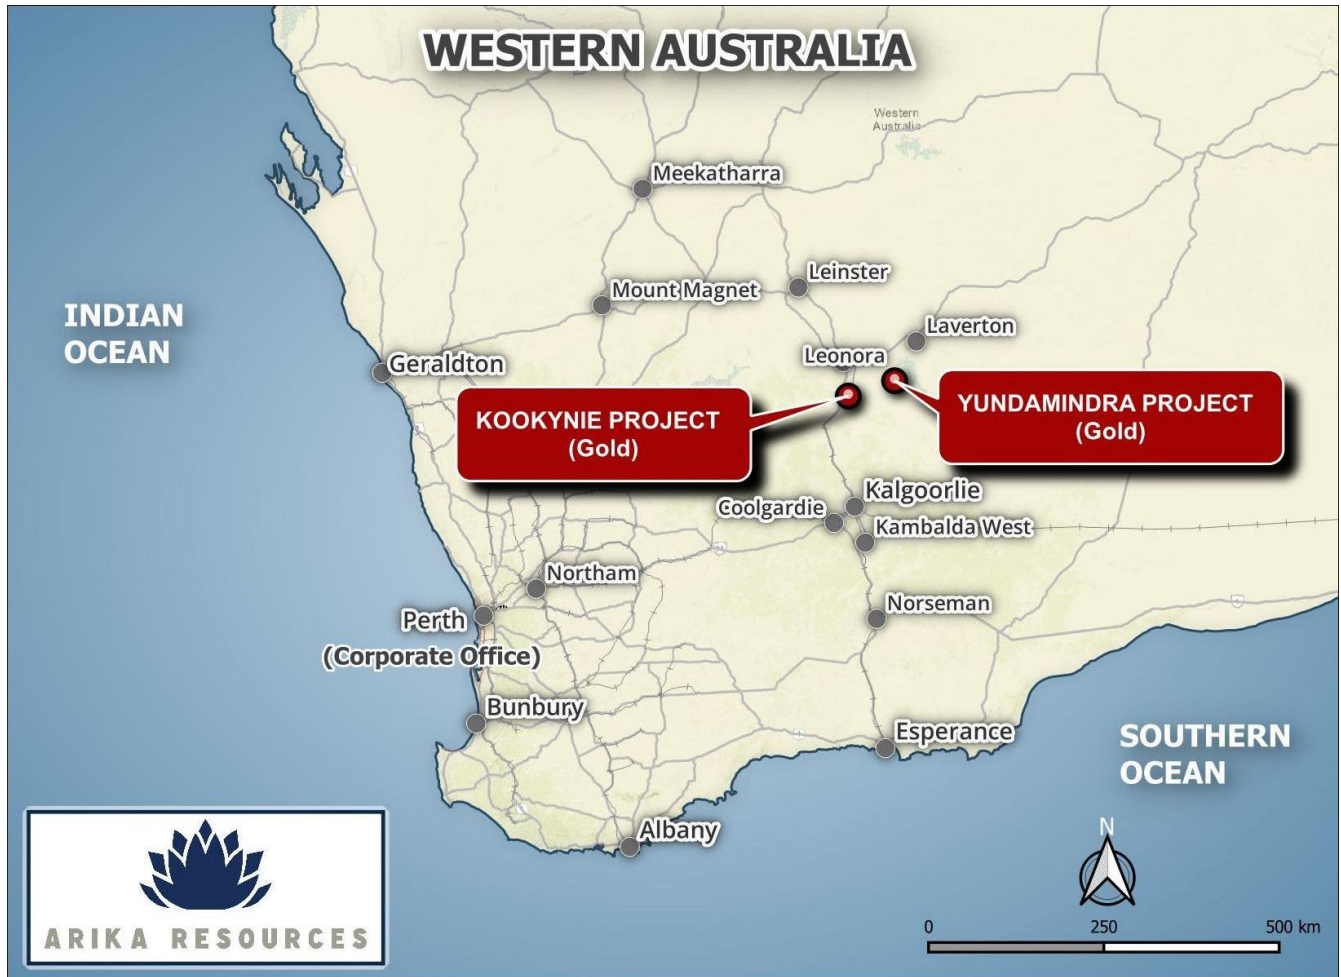 WESTERN AUSTRALIA
Western
Australia
Meekatharra
Leinster
Mount Magnet
INDIAN
OCEAN
Laverton
Leonora
Geraldton
KOOKYNIE PROJECT
(Gold)
YUNDAMINDRA PROJECT
(Gold)
Kalgoorlie
Coolgardie
Kambalda West
Northam
Norseman
Perth
(Corporate Office)
Bunbury
Esperance
SOUTHERN
OCEAN
Albany
N
0 250 500 km
ARIKA RESOURCES